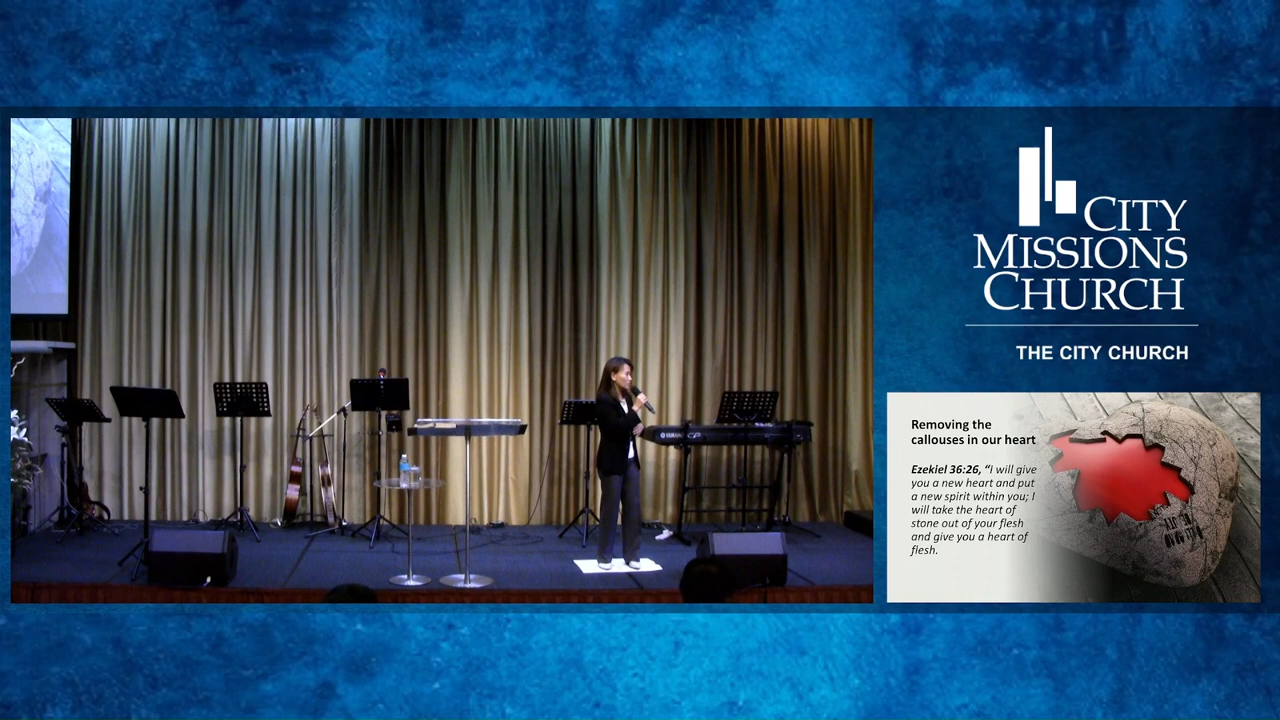 CITY
MISSIONS
CHURCH
THE CITY CHURCH
Removing the
callouses in our heart
Ezekiel 36:26, “I will give
you a new heart and put
a new spirit within you; I
will take the heart of
stone out of your flesh
and give you a heart of
flesh.
YAMAHA CP